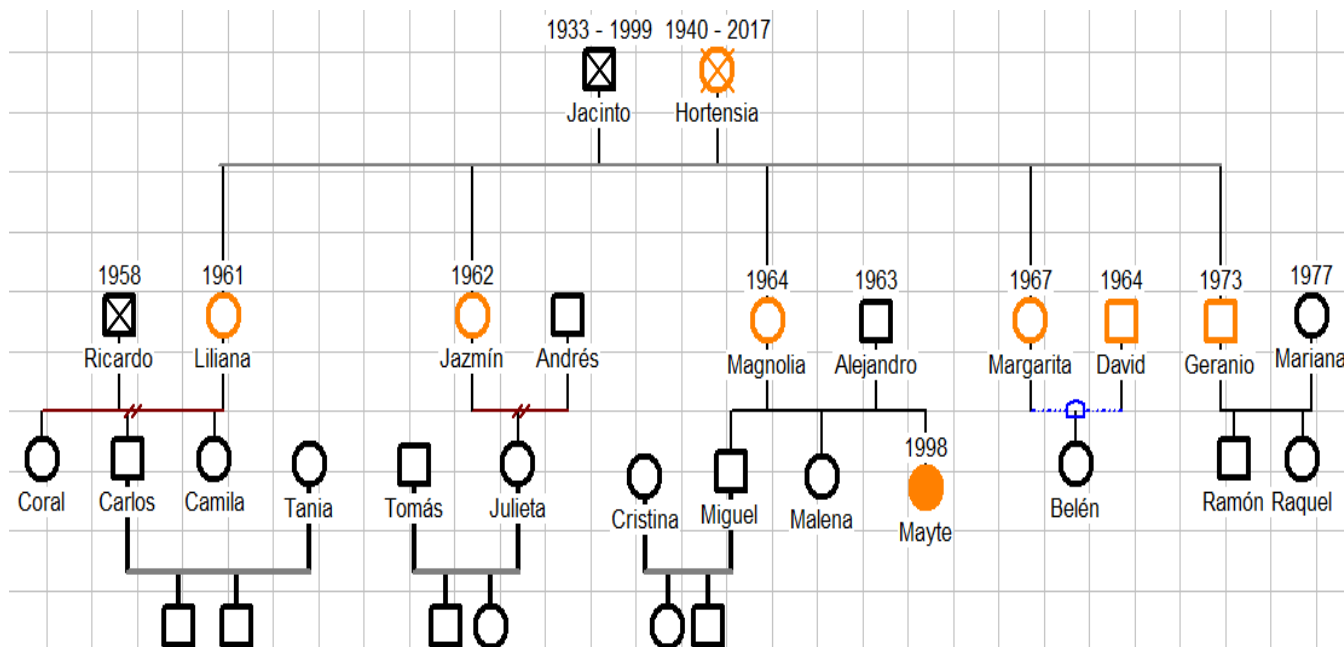 1933 - 1999 1940 - 2017
Jacinto Hortensia
1958 1961 1962 1964 1963 1967 1964 1973 1977
Ricardo Liliana Jazmín Andrés Magnolia Alejandro Margarita David Geranio Mariana
1998
Coral Carlos Camila Tania Tomás Julieta Cristina Miguel Malena Mayte Belén Ramón Raquel